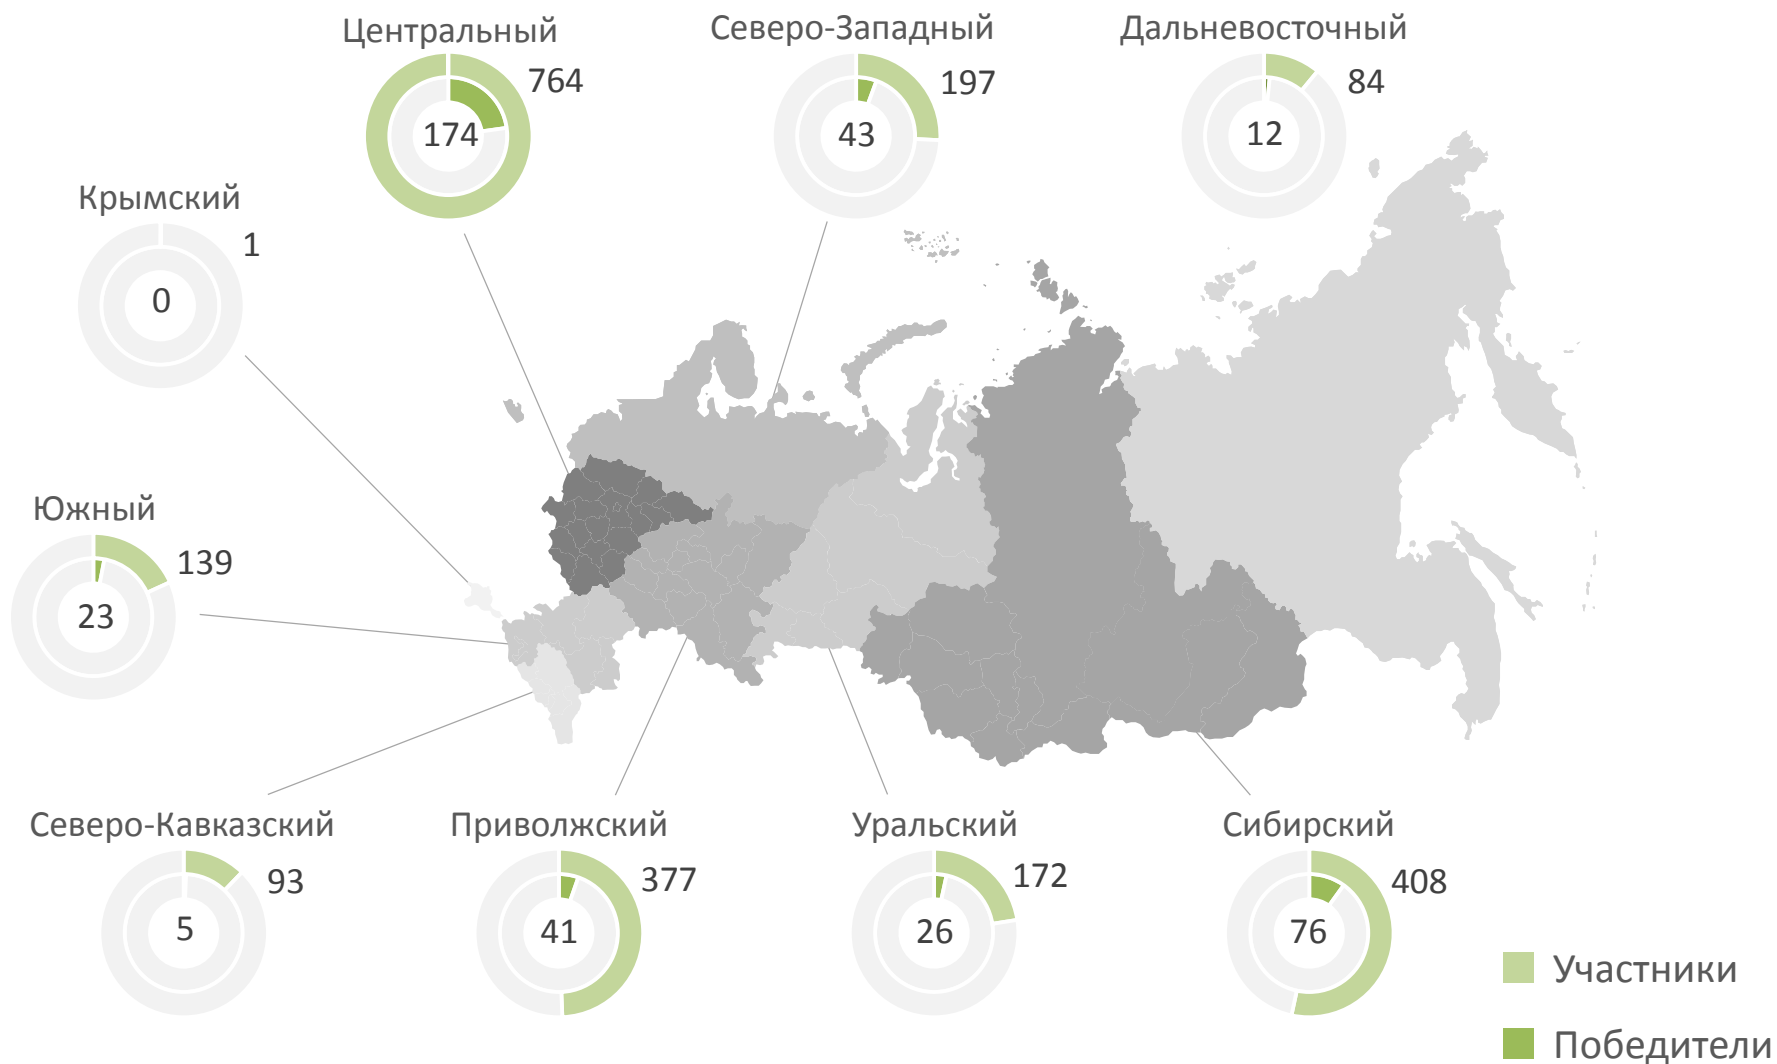 Центральный
764
174
Северо-Западный
197
43
Дальневосточный
84
12
Крымский
1
0
Южный
139
23
Северо-Кавказский
93
5
Приволжский
377
41
Уральский
172
26
Сибирский
408
76
Участники
Победители